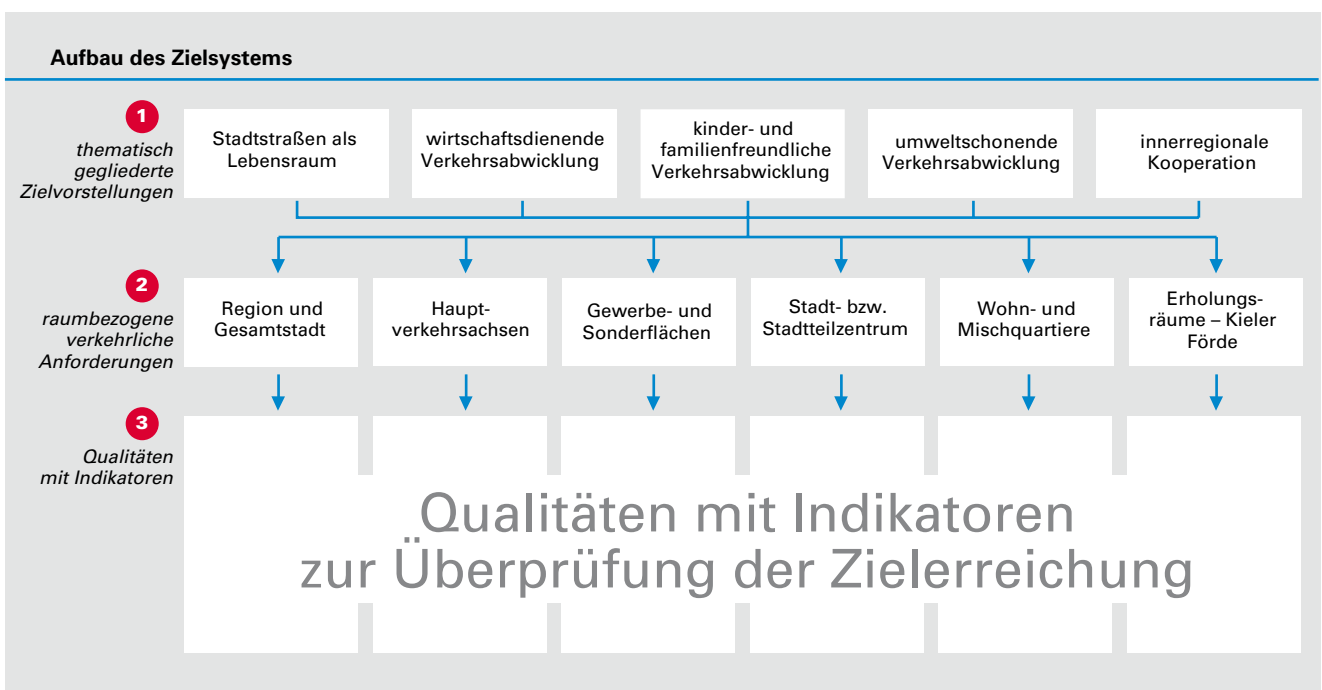 Aufbau des Zielsystems
1
thematisch
gegliederte
Zielvorstellungen
Stadtstraßen als
Lebensraum
wirtschaftsdienende
Verkehrsabwicklung
kinder- und
familienfreundliche
Verkehrsabwicklung
umweltschonende
Verkehrsabwicklung
innerregionale
Kooperation
2
raumbezogene
verkehrliche
Anforderungen
Region und
Gesamtstadt
Haupt-
verkehrsachsen
Gewerbe- und
Sonderflächen
Stadt- bzw.
Stadtteilzentrum
Wohn- und
Mischquartiere
Erholungs-
räume – Kieler
Förde
3
Qualitäten
mit Indikatoren
Qualitäten mit Indikatoren
zur Überprüfung der Zielerreichung